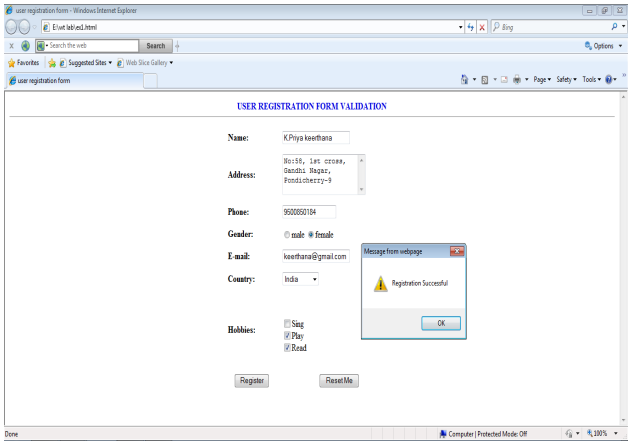 user registration form - Windows Internet Explorer
E:\wt lab\ex1.html
Bing
x Search the web Search Options
Favorites Suggested Sites Web Slice Gallery
user registration form Page Safety Tools
USER REGISTRATION FORM VALIDATION
Name: K.Priya keerthana
Address: No:58, 1st cross,
Gandhi Nagar,
Pondicherry-9
Phone: 9500850184
Gender: male female
E-mail: keerthana@gmail.com
Country: India
Message from webpage
Registration Successful
OK
Hobbies: Sing
Play
Read
Register Reset Me
Done Computer | Protected Mode: Off 100%